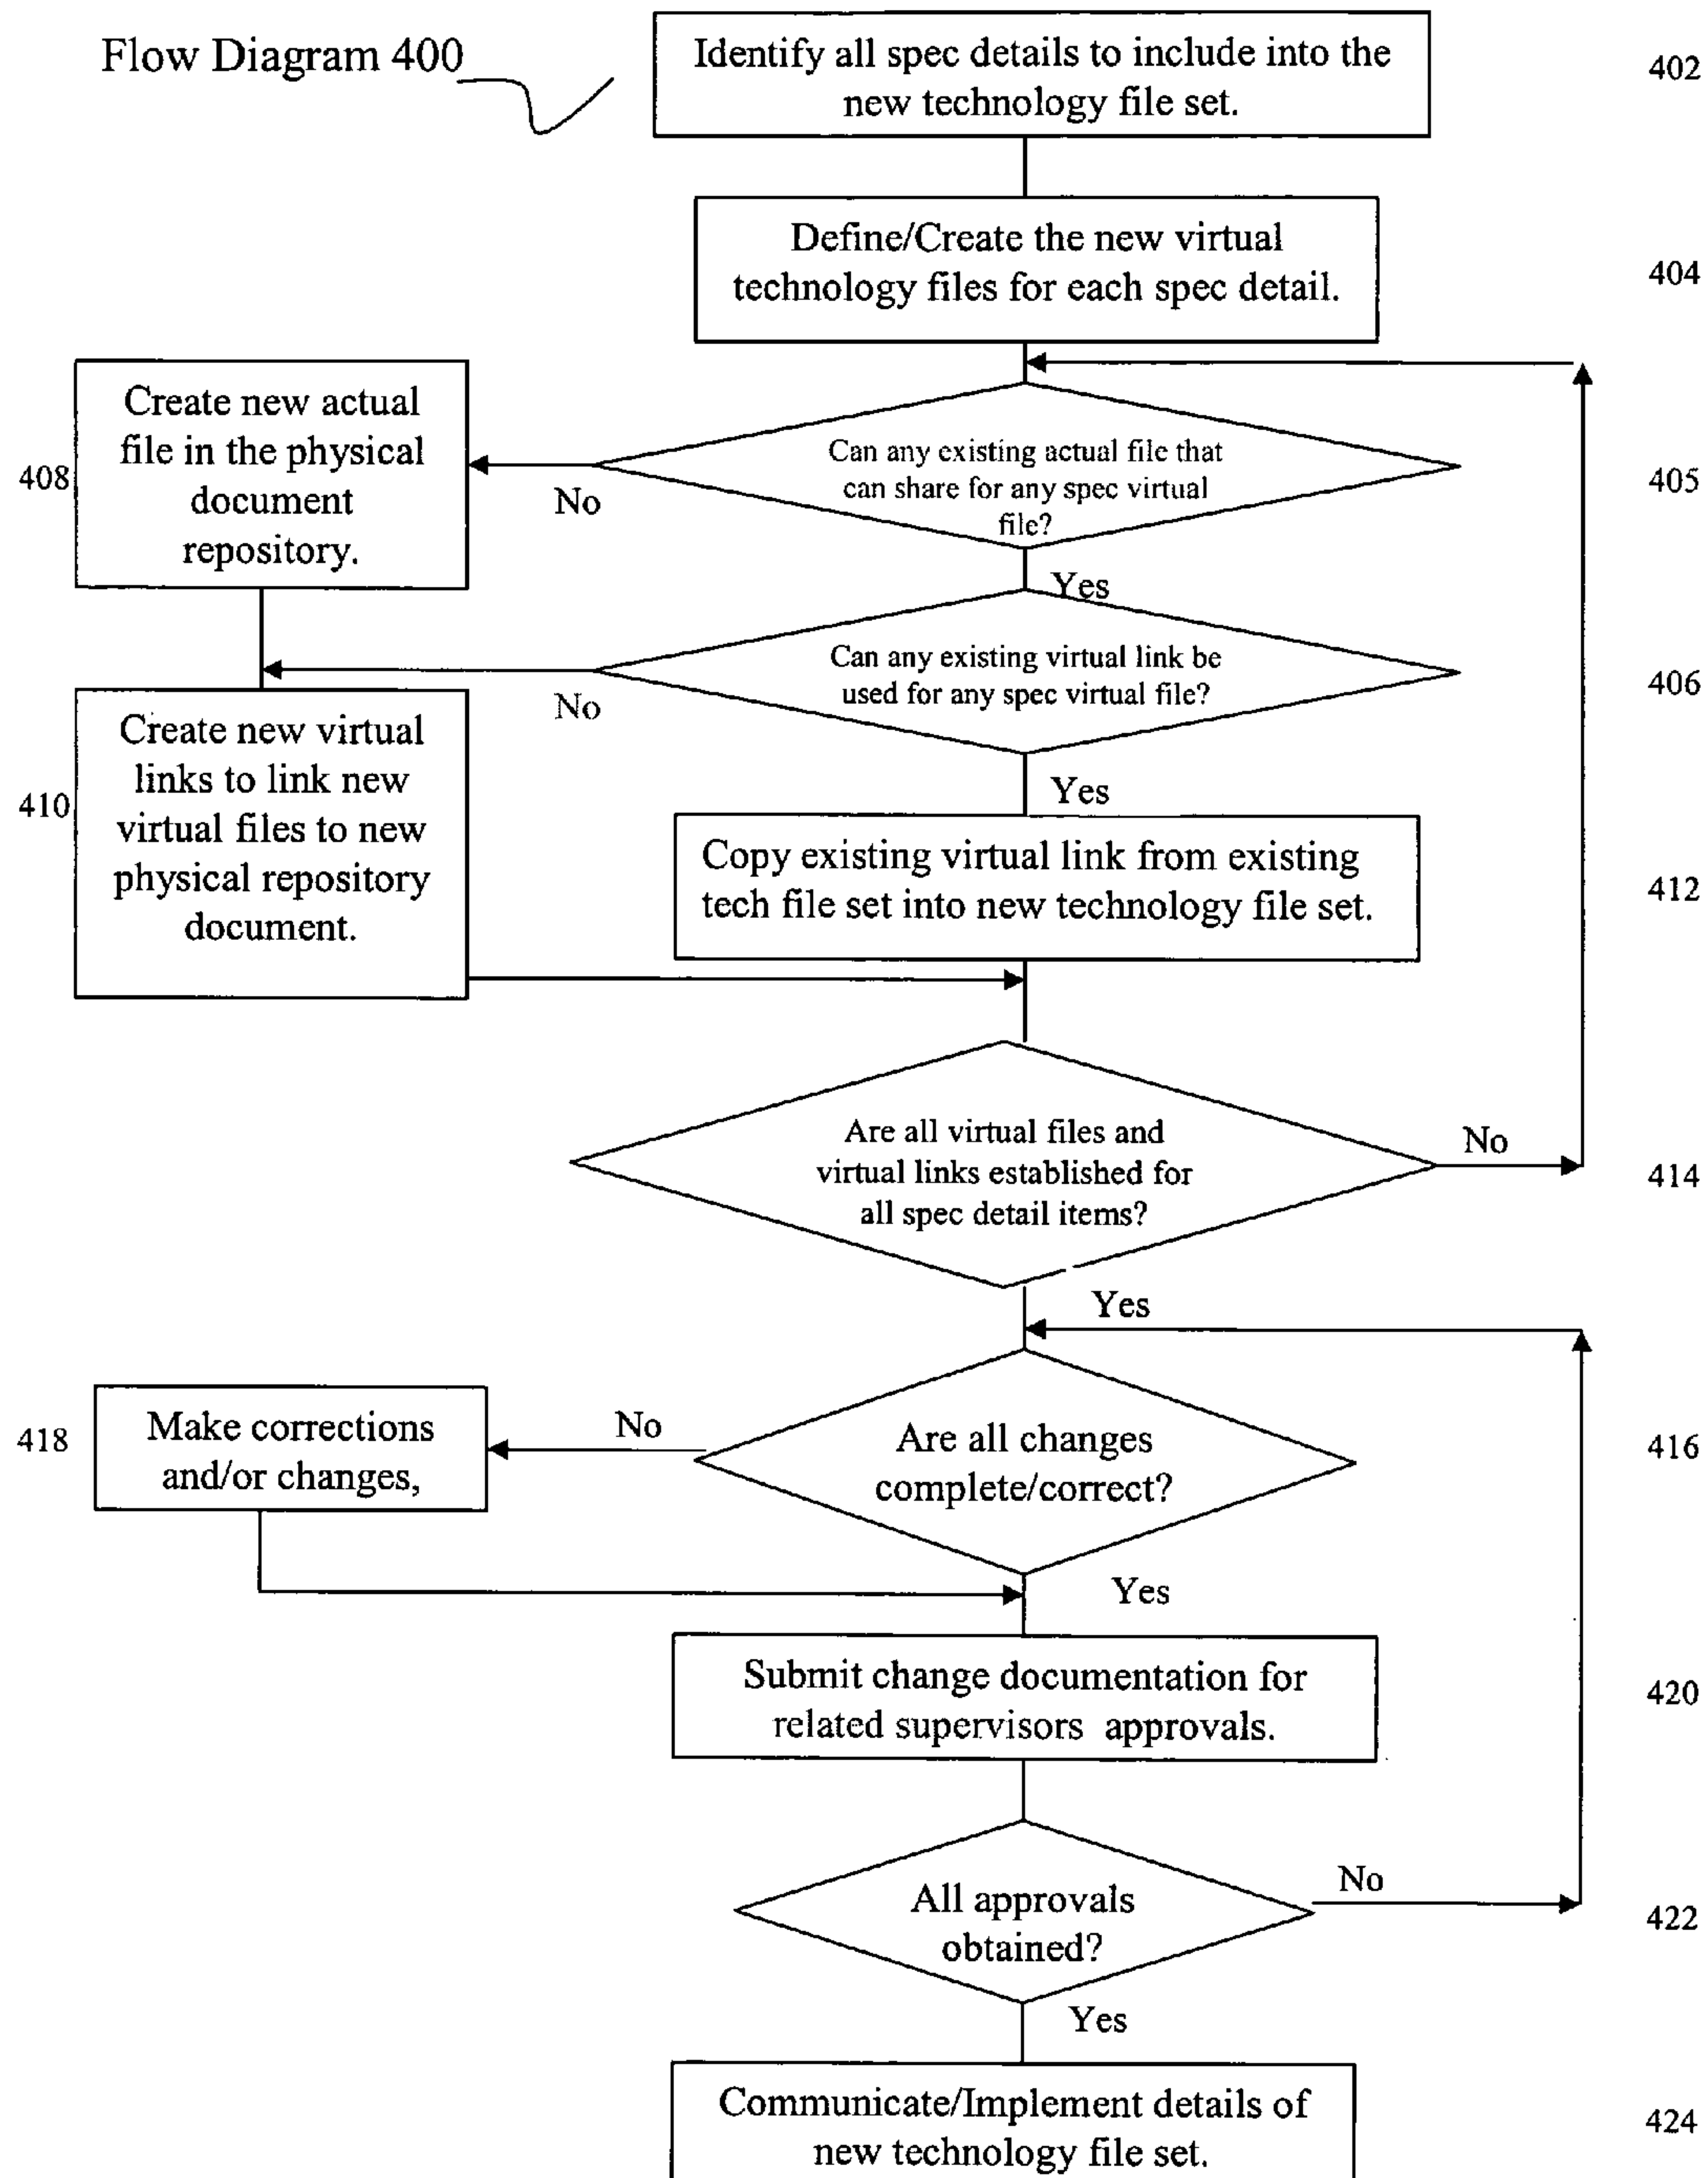 Flow Diagram 400
Identify all spec details to include into the
new technology file set.
402
Define/Create the new virtual
technology files for each spec detail.
404
Create new actual
file in the physical
document
repository.
408
No
Can any existing actual file that
can share for any spec virtual
file?
405
Yes
Can any existing virtual link be
used for any spec virtual file?
406
No
Create new virtual
links to link new
virtual files to new
physical repository
document.
410
Yes
Copy existing virtual link from existing
tech file set into new technology file set.
412
Are all virtual files and
virtual links established for
all spec detail items?
No
414
Yes
418
Make corrections
and/or changes,
No
Are all changes
complete/correct?
416
Yes
Submit change documentation for
related supervisors approvals.
420
All approvals
obtained?
No
422
Yes
Communicate/Implement details of
new technology file set.
424